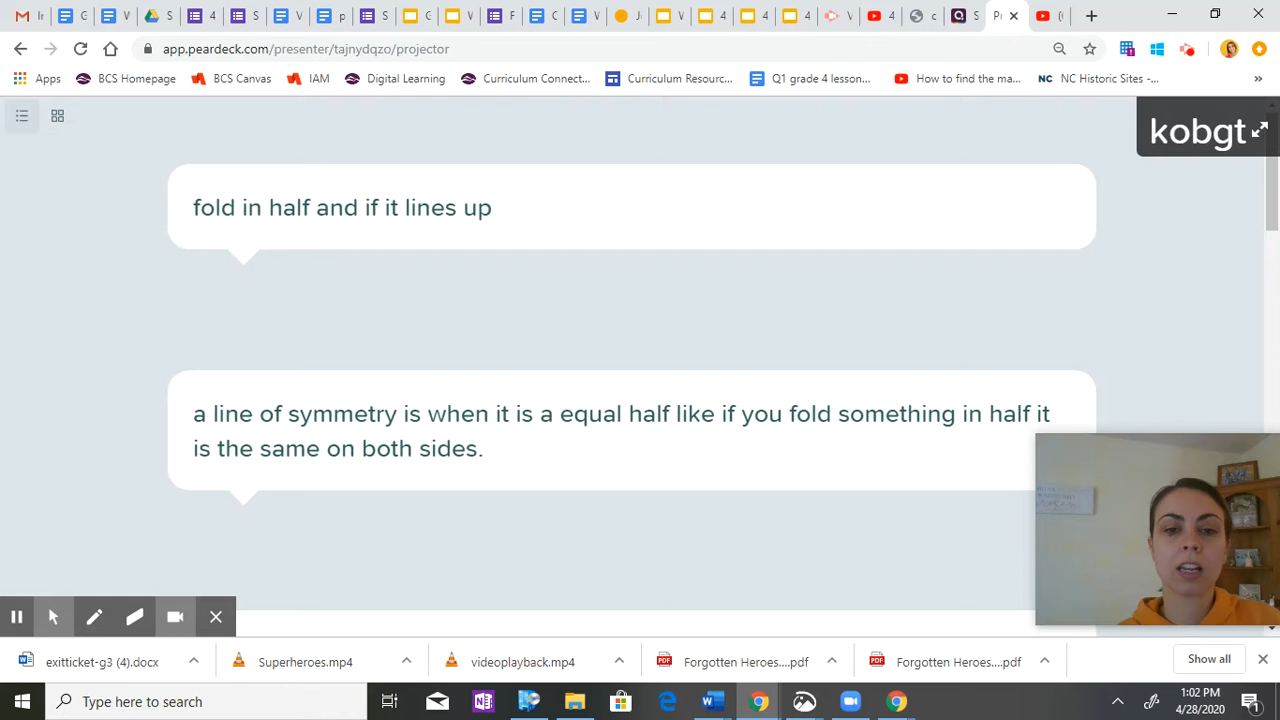 app.peardeck.com/presenter/tajnydqzo/projector
Apps
BCS Homepage
BCS Canvas
IAM
Digital Learning
Curriculum Connect...
Curriculum Resourc...
Q1 grade 4 lesson...
How to find the ma...
NC Historic Sites -...
kobgt
fold in half and if it lines up
a line of symmetry is when it is a equal half like if you fold something in half it
is the same on both sides.
exitticket-g3 (4).docx
Superheroes.mp4
videoplayback.mp4
Forgotten Heroes....pdf
Forgotten Heroes....pdf
Show all
Type here to search
1:02 PM
4/28/2020